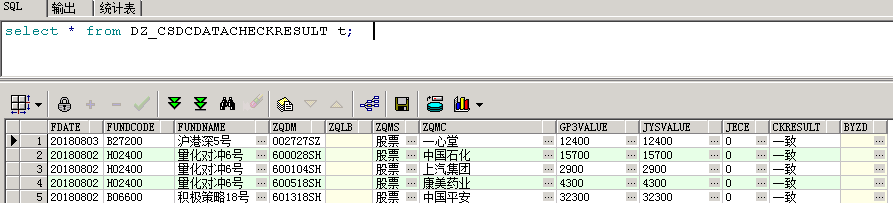 SQL 输出 统计表
select * from DZ_CSDCDATACHECKRESULT t;
FDATE FUNDCODE FUNDNAME ZQDM ZQLB ZQMS ZQMC GP3VALUE JYSVALUE JECE CKRESULT BYZD
1 20180803 B27200 沪港深5号 002727SZ 股票 一心堂 12400 12400 0 一致
2 20180802 H02400 量化对冲6号 600028SH 股票 中国石化 15700 15700 0 一致
3 20180802 H02400 量化对冲6号 600104SH 股票 上汽集团 2900 2900 0 一致
4 20180802 H02400 量化对冲6号 600518SH 股票 康美药业 4300 4300 0 一致
5 20180802 B06600 积极策略18号 601318SH 股票 中国平安 32300 32300 0 一致